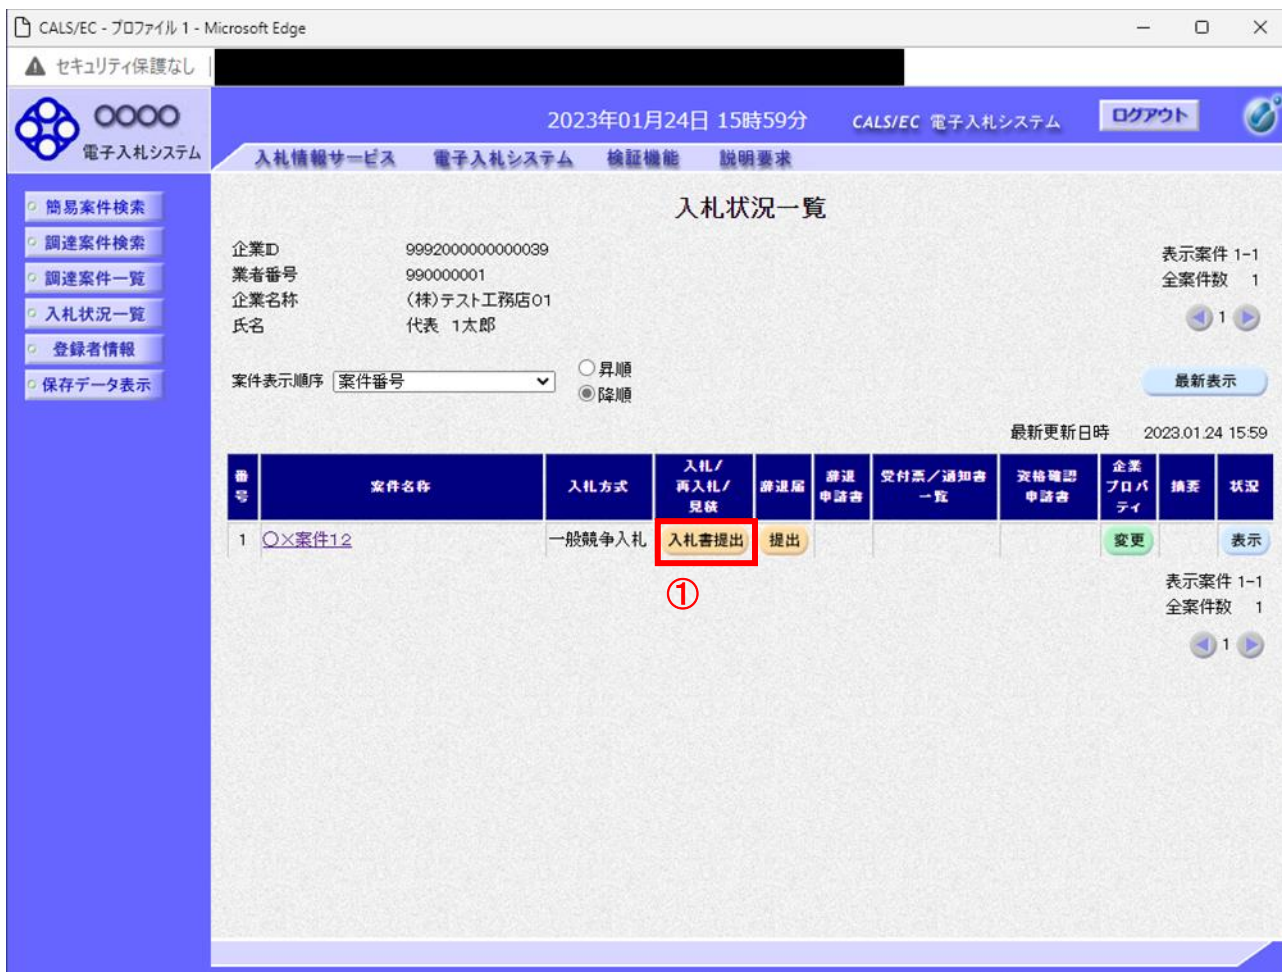 CALS/EC - プロファイル 1 - Microsoft Edge
セキュリティ保護なし
〇〇〇〇
電子入札システム
2023年01月24日 15時59分
CALS/EC 電子入札システム
ログアウト
入札情報サービス 電子入札システム 検証機能 説明要求
簡易案件検索
調達案件検索
調達案件一覧
入札状況一覧
登録者情報
保存データ表示
入札状況一覧
企業ID 9992000000000039
業者番号 990000001
企業名称 (株)テスト工務店01
氏名 代表 1太郎
表示案件 1-1
全案件数 1
1
案件表示順序 案件番号
昇順
降順
最新表示
最新更新日時 2023.01.24 15:59
番号 案件名称 入札方式 入札/再入札/見積 辞退届 辞退申請書 受付票/通知書一覧 資格確認申請書 企業プロパティ 摘要 状況
1 〇×案件12 一般競争入札 入札書提出 提出 変更 表示
①
表示案件 1-1
全案件数 1
1